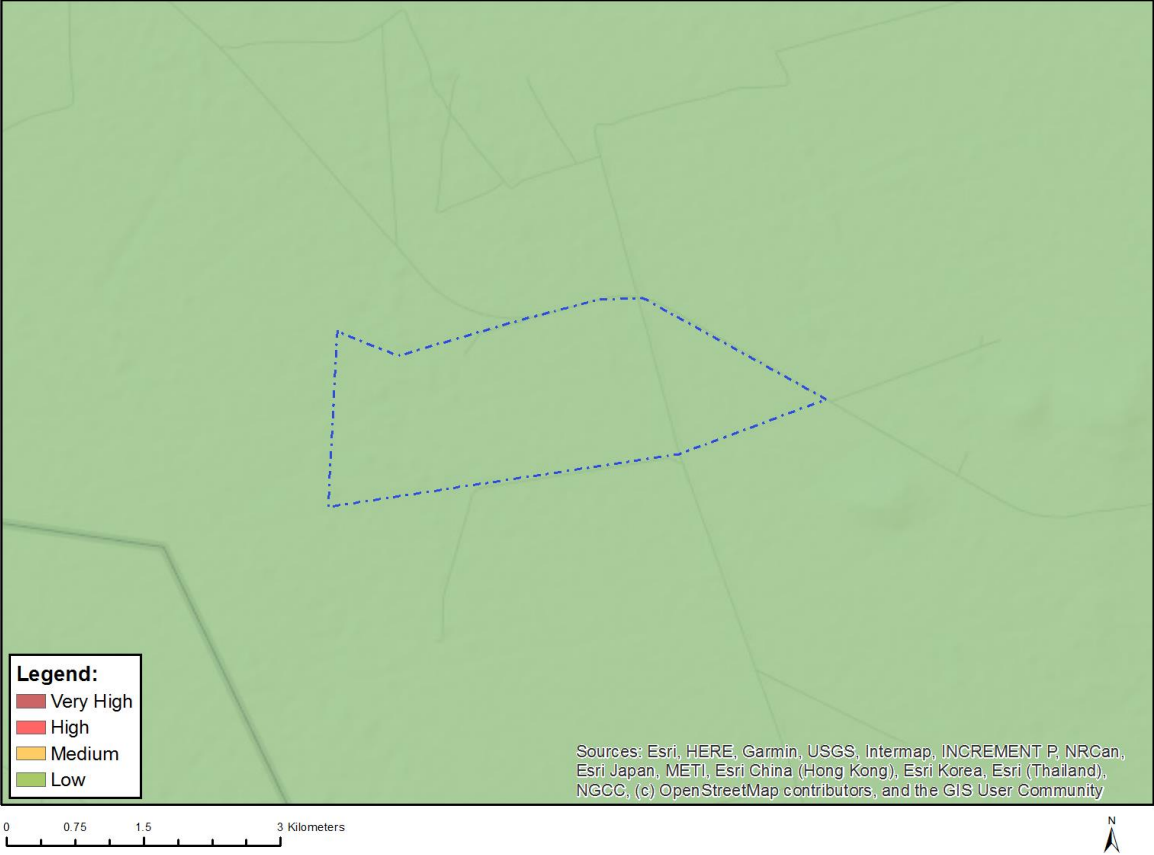 Legend:
Very High
High
Medium
Low
Sources: Esri, HERE, Garmin, USGS, Intermap, INCREMENT P, NRCan,
Esri Japan, METI, Esri China (Hong Kong), Esri Korea, Esri (Thailand),
NGCC, (c) OpenStreetMap contributors, and the GIS User Community
0 0.75 1.5 3 Kilometers
N